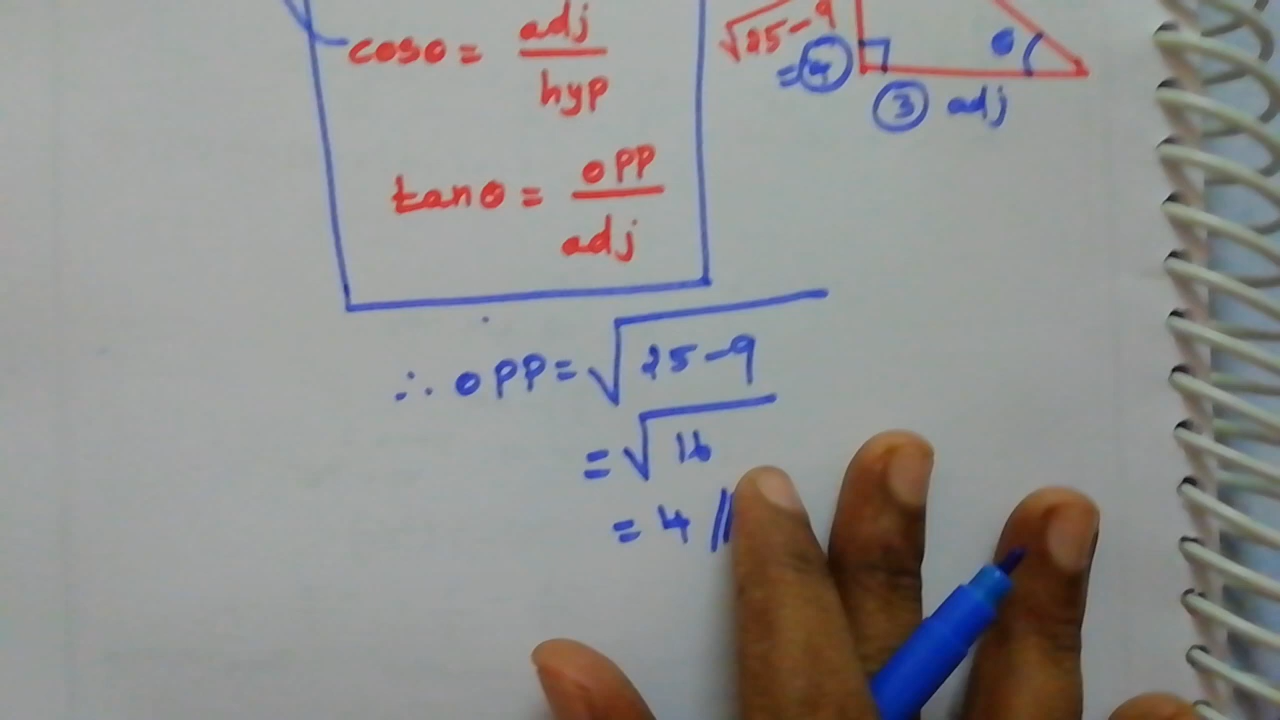 cosθ = adj/hyp
tanθ = opp/adj
√25-9
= 4
θ
3 adj
∴ opp = √25-9
= √16
= 4 //